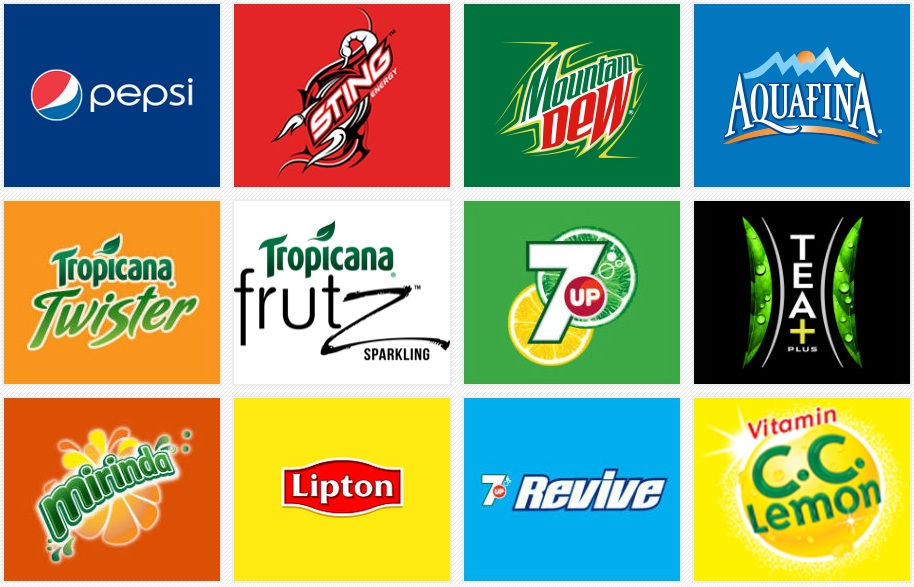 pepsi
STING
ENERGY
Mountain
Dew
AQUAFINA
Tropicana
Twister
Tropicana
frutz
SPARKLING
7
UP
TEA+
PLUS
mirinda
Lipton
7
UP
Revive
Vitamin
C.C.
Lemon